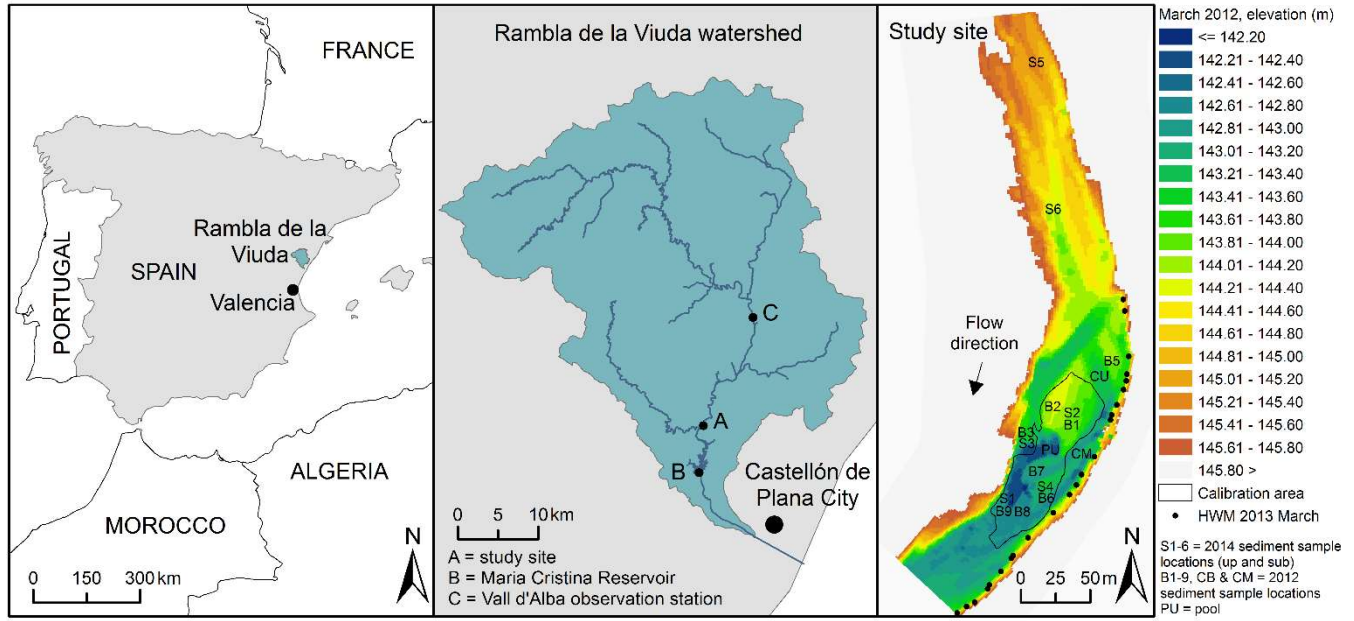 FRANCE
Rambla de la
Viuda
SPAIN
Valencia
PORTUGAL
ALGERIA
MOROCCO
0 150 300 km
N
Rambla de la Viuda watershed
C
A
B
Castellón de
Plana City
0 5 10 km
A = study site
B = Maria Cristina Reservoir
C = Vall d'Alba observation station
N
Study site
S5
S6
Flow
direction
B5
CU
B2
S2
B1
B3
S3
PU
CM
B7
S4
S1
B6
B9 B8
N
0 25 50 m
March 2012, elevation (m)
<= 142.20
142.21 - 142.40
142.41 - 142.60
142.61 - 142.80
142.81 - 143.00
143.01 - 143.20
143.21 - 143.40
143.41 - 143.60
143.61 - 143.80
143.81 - 144.00
144.01 - 144.20
144.21 - 144.40
144.41 - 144.60
144.61 - 144.80
144.81 - 145.00
145.01 - 145.20
145.21 - 145.40
145.41 - 145.60
145.61 - 145.80
145.80 >
Calibration area
HWM 2013 March
S1-6 = 2014 sediment sample
locations (up and sub)
B1-9, CB & CM = 2012
sediment sample locations
PU = pool